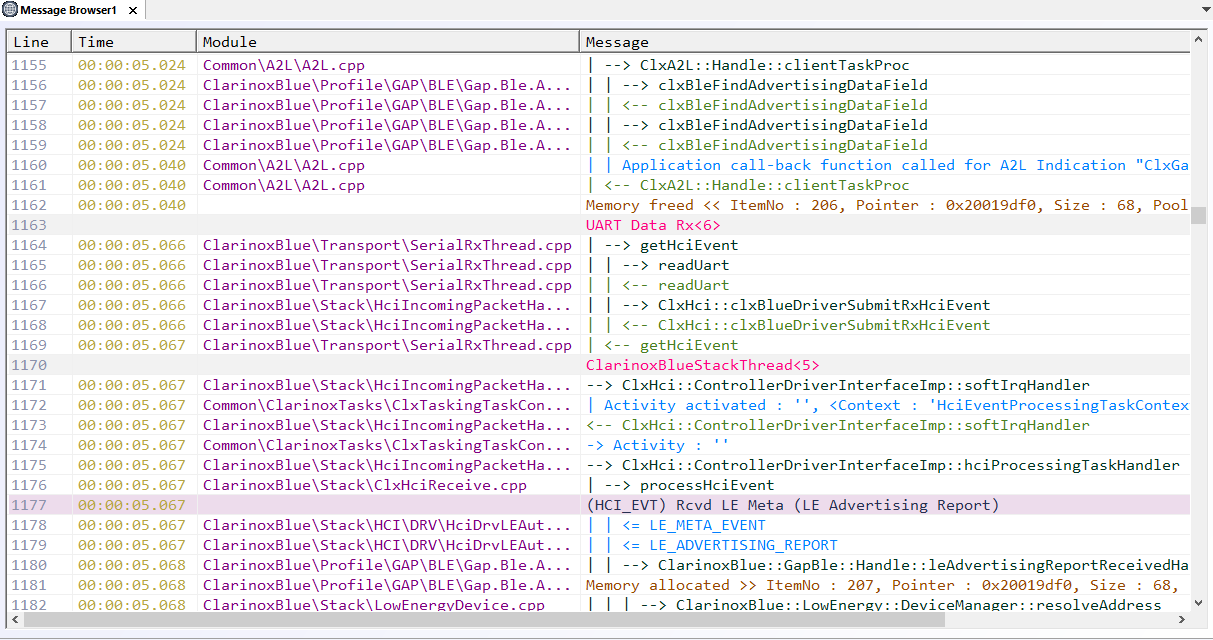 Message Browser1 ×
Line Time Module Message
1155 00:00:05.024 Common\A2L\A2L.cpp | --> ClxA2L::Handle::clientTaskProc
1156 00:00:05.024 ClarinoxBlue\Profile\GAP\BLE\Gap.Ble.A... | | --> clxBleFindAdvertisingDataField
1157 00:00:05.024 ClarinoxBlue\Profile\GAP\BLE\Gap.Ble.A... | | <-- clxBleFindAdvertisingDataField
1158 00:00:05.024 ClarinoxBlue\Profile\GAP\BLE\Gap.Ble.A... | | --> clxBleFindAdvertisingDataField
1159 00:00:05.024 ClarinoxBlue\Profile\GAP\BLE\Gap.Ble.A... | | <-- clxBleFindAdvertisingDataField
1160 00:00:05.040 Common\A2L\A2L.cpp | | Application call-back function called for A2L Indication "ClxGa
1161 00:00:05.040 Common\A2L\A2L.cpp | <-- ClxA2L::Handle::clientTaskProc
1162 00:00:05.040 Memory freed << ItemNo : 206, Pointer : 0x20019df0, Size : 68, Pool
1163 UART Data Rx<6>
1164 00:00:05.066 ClarinoxBlue\Transport\SerialRxThread.cpp | --> getHciEvent
1165 00:00:05.066 ClarinoxBlue\Transport\SerialRxThread.cpp | | --> readUart
1166 00:00:05.066 ClarinoxBlue\Transport\SerialRxThread.cpp | | <-- readUart
1167 00:00:05.066 ClarinoxBlue\Stack\HciIncomingPacketHa... | | --> ClxHci::clxBlueDriverSubmitRxHciEvent
1168 00:00:05.066 ClarinoxBlue\Stack\HciIncomingPacketHa... | | <-- ClxHci::clxBlueDriverSubmitRxHciEvent
1169 00:00:05.066 ClarinoxBlue\Transport\SerialRxThread.cpp | <-- getHciEvent
1170 ClarinoxBlueStackThread<5>
1171 00:00:05.067 ClarinoxBlue\Stack\HciIncomingPacketHa... --> ClxHci::ControllerDriverInterfaceImp::softIrqHandler
1172 00:00:05.067 Common\ClarinoxTasks\ClxTaskingTaskCon... | Activity activated : '', <Context : 'HciEventProcessingTaskContex
1173 00:00:05.067 ClarinoxBlue\Stack\HciIncomingPacketHa... <-- ClxHci::ControllerDriverInterfaceImp::softIrqHandler
1174 00:00:05.067 Common\ClarinoxTasks\ClxTaskingTaskCon... -> Activity : ''
1175 00:00:05.067 ClarinoxBlue\Stack\HciIncomingPacketHa... --> ClxHci::ControllerDriverInterfaceImp::hciProcessingTaskHandler
1176 00:00:05.067 ClarinoxBlue\Stack\ClxHciReceive.cpp | --> processHciEvent
1177 00:00:05.067 (HCI_EVT) Rcvd LE Meta (LE Advertising Report)
1178 00:00:05.067 ClarinoxBlue\Stack\HCI\DRV\HciDrvLEAut... | | <= LE_META_EVENT
1179 00:00:05.067 ClarinoxBlue\Stack\HCI\DRV\HciDrvLEAut... | | <= LE_ADVERTISING_REPORT
1180 00:00:05.068 ClarinoxBlue\Profile\GAP\BLE\Gap.Ble.A... | | --> ClarinoxBlue::GapBle::Handle::leAdvertisingReportReceivedHa
1181 00:00:05.068 ClarinoxBlue\Profile\GAP\BLE\Gap.Ble.A... Memory allocated >> ItemNo : 207, Pointer : 0x20019df0, Size : 68,
1182 00:00:05.068 ClarinoxBlue\Stack\LowEnergyDevice.cpp | | | --> ClarinoxBlue::LowEnergy::DeviceManager::resolveAddress